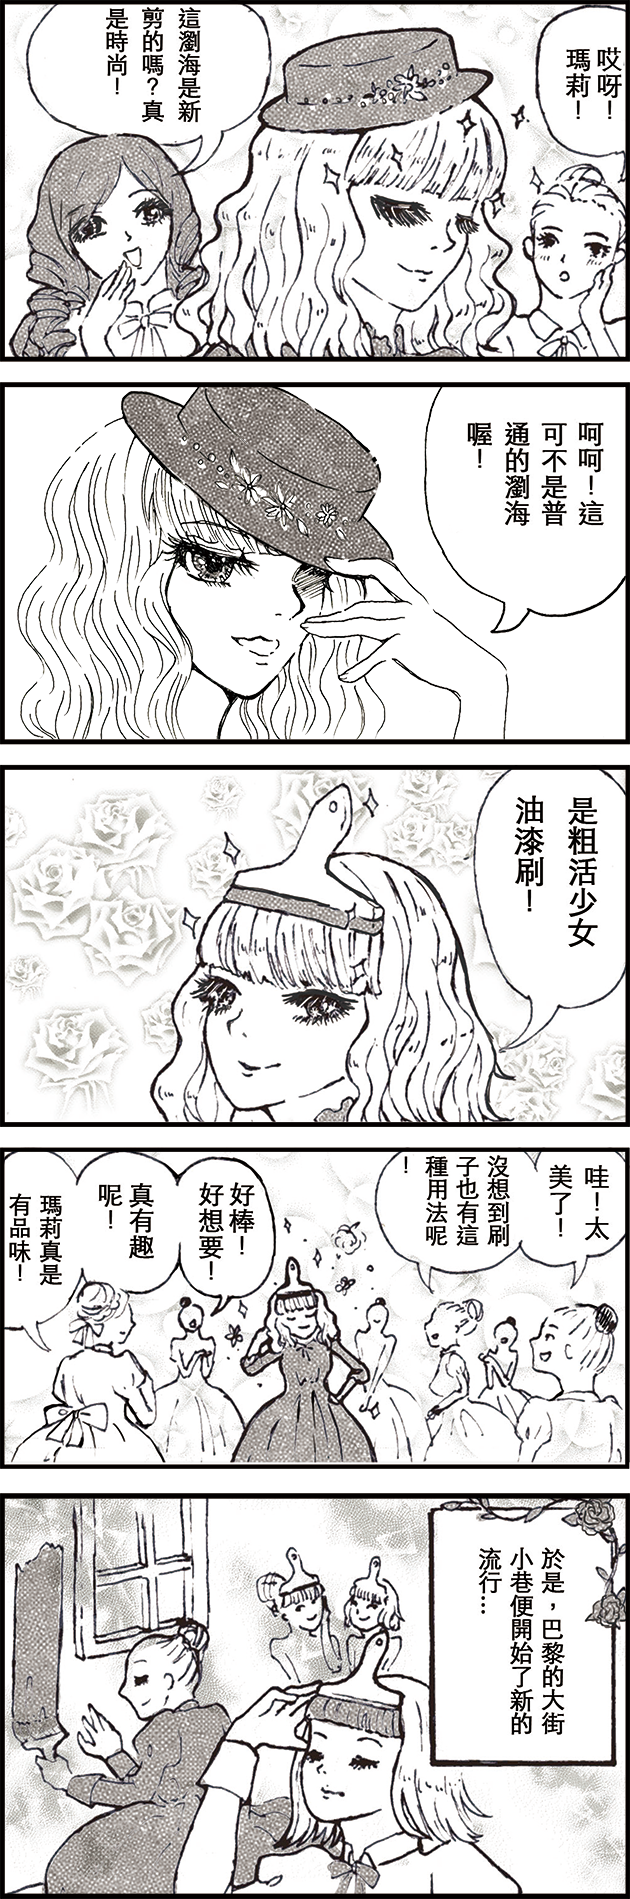 哎呀！
瑪莉！
這瀏海是新
剪的嗎？真
是時尚！
呵呵！這
可不是普
通的瀏海
喔！
是粗活少女
油漆刷！
哇！太
美了！
沒想到刷
子也有這
種用法呢
！
好棒！
好想要！
真有趣
呢！
瑪莉真是
有品味！
於是，巴黎的大街
小巷便開始了新的
流行…